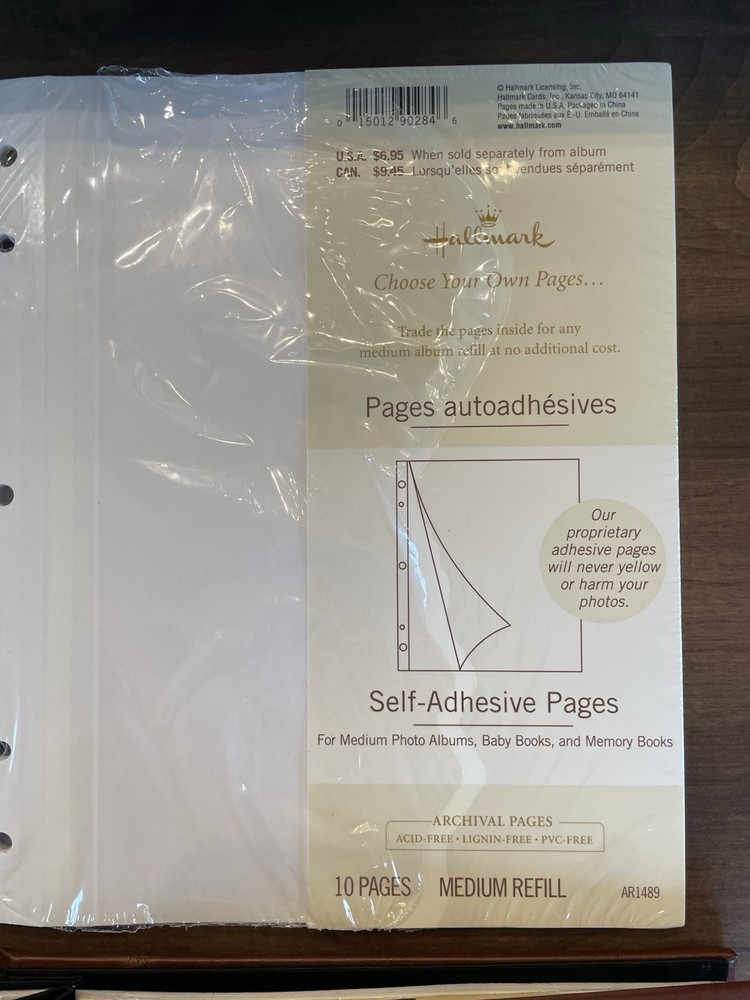 0 15012 90284 6
© Hallmark Licensing, Inc.
Hallmark Cards, Inc., Kansas City, MO 64141
Pages made in U.S.A. Packaged in China
Pages fabriquées aux É.-U. Emballé en Chine
www.hallmark.com
U.S.A. $6.95 When sold separately from album
CAN. $9.45 Lorsqu'elles sont vendues séparément
Hallmark
Choose Your Own Pages...
Trade the pages inside for any
medium album refill at no additional cost.
Pages autoadhésives
Our
proprietary
adhesive pages
will never yellow
or harm your
photos.
Self-Adhesive Pages
For Medium Photo Albums, Baby Books, and Memory Books
ARCHIVAL PAGES
ACID-FREE • LIGNIN-FREE • PVC-FREE
10 PAGES MEDIUM REFILL AR1489